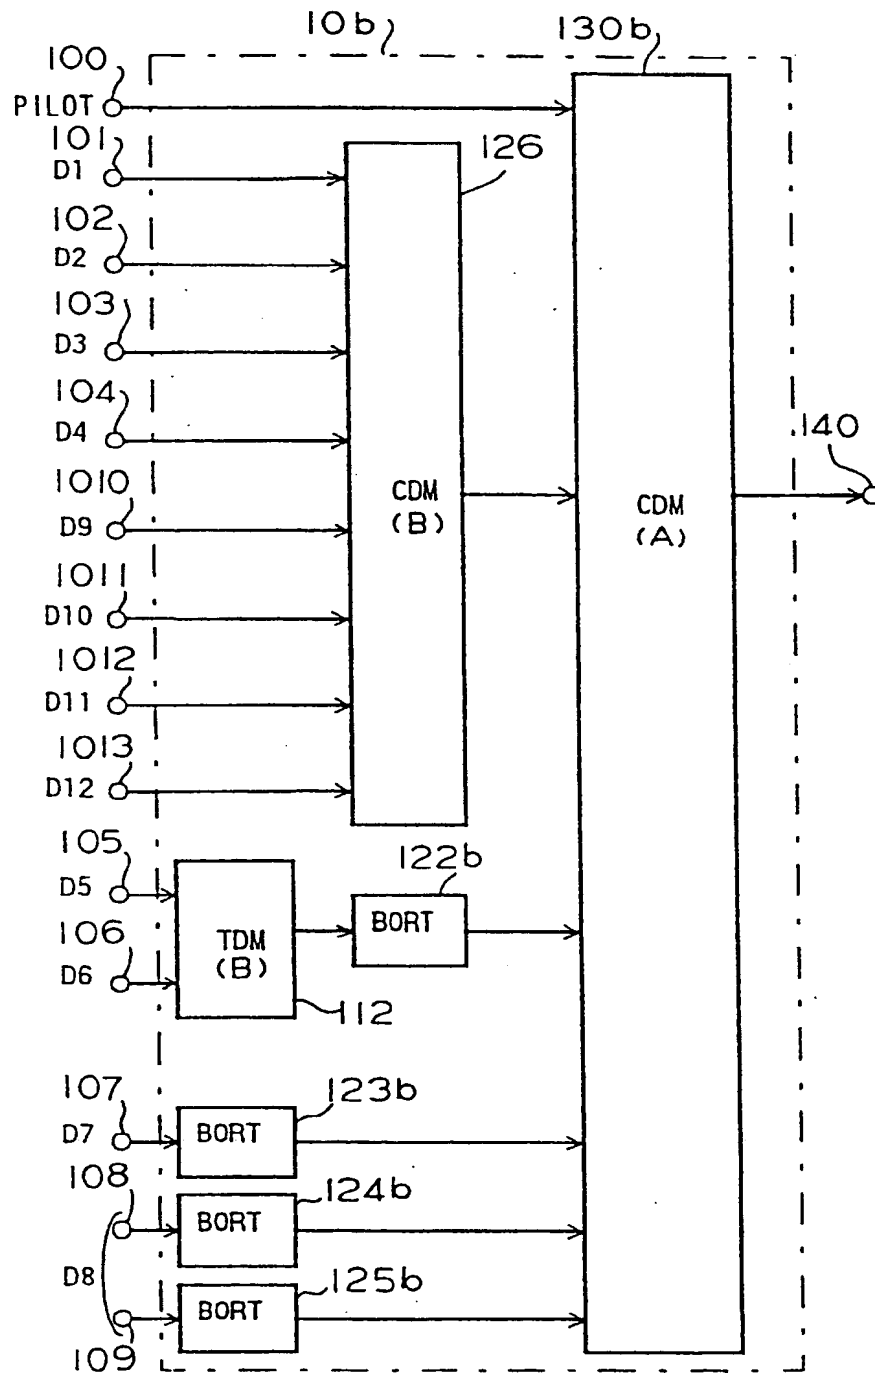 10b
130b
100
PILOT
101
D1
126
102
D2
103
D3
104
D4
140
1010
D9
CDM
(B)
CDM
(A)
1011
D10
1012
D11
1013
D12
105
D5
122b
BORT
106
TDM
(B)
D6
112
107
123b
D7
BORT
108
124b
BORT
D8
125b
BORT
109